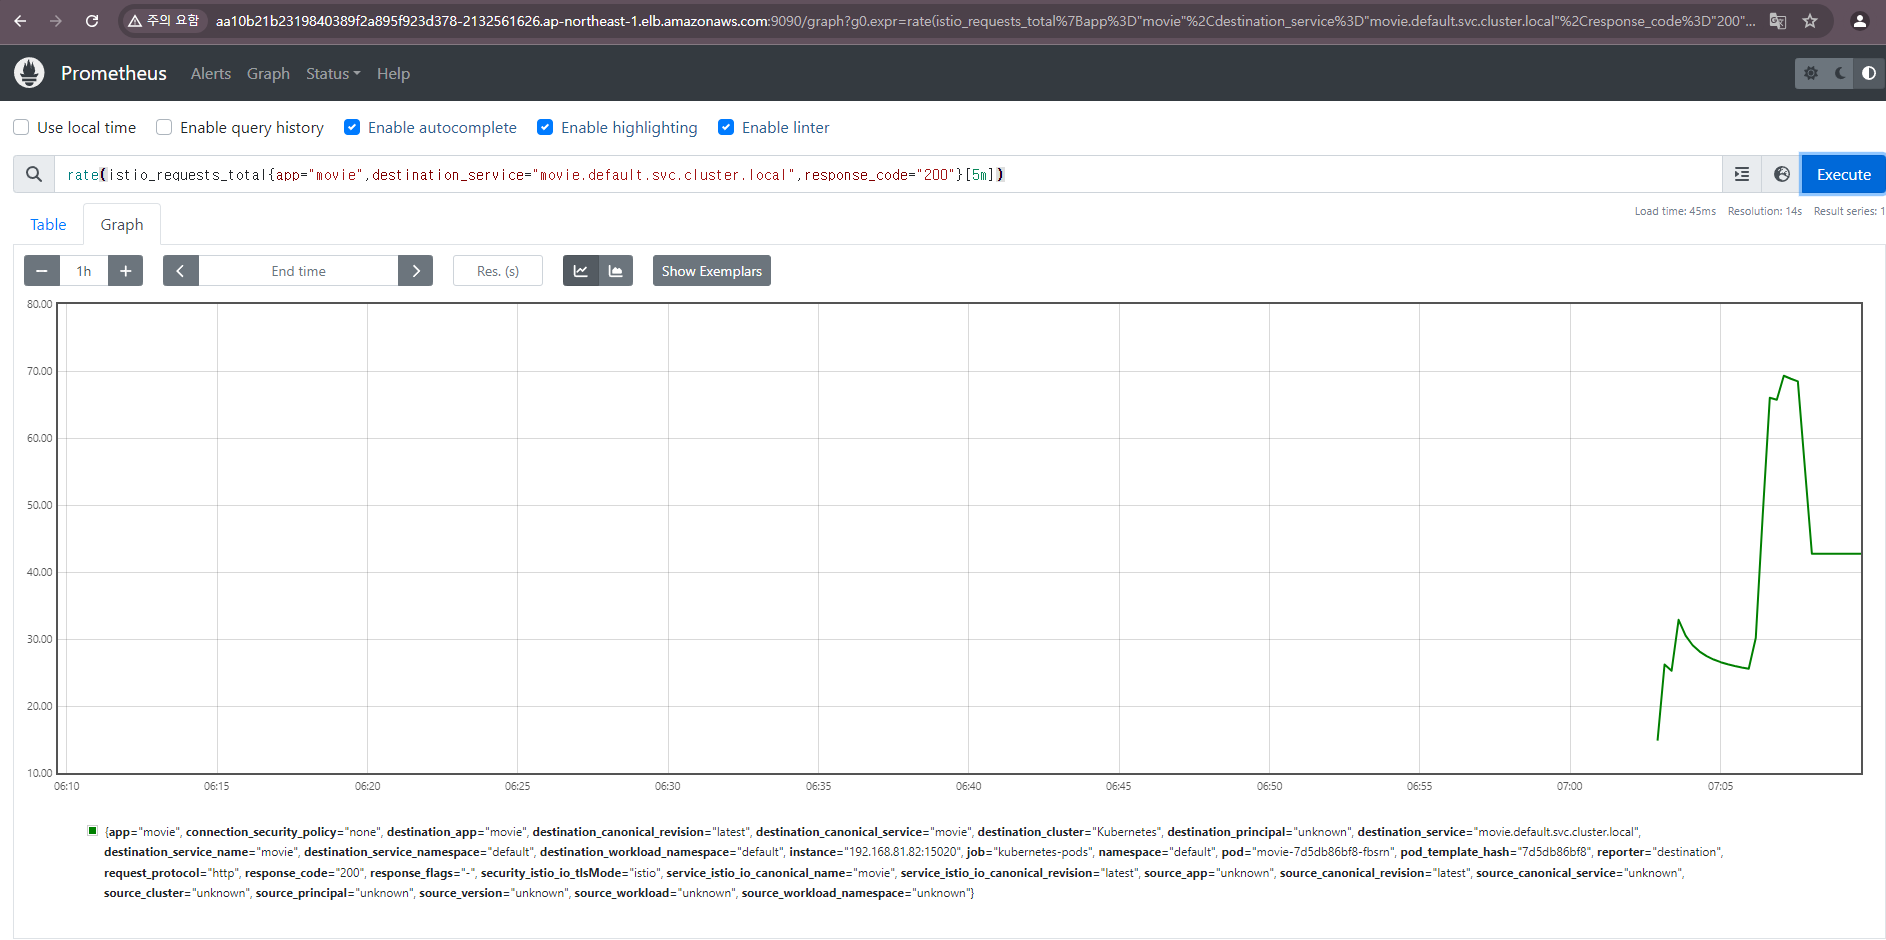 주의 요함 aa10b21b2319840389f2a895f923d378-2132561626.ap-northeast-1.elb.amazonaws.com:9090/graph?g0.expr=rate(istio_requests_total%7Bapp%3D"movie"%2Cdestination_service%3D"movie.default.svc.cluster.local"%2Cresponse_code%3D"200"...
Prometheus Alerts Graph Status Help
Use local time Enable query history Enable autocomplete Enable highlighting Enable linter
rate(istio_requests_total{app="movie",destination_service="movie.default.svc.cluster.local",response_code="200"}[5m]) Execute
Load time: 45ms Resolution: 14s Result series: 1
Table Graph
1h End time Res. (s) Show Exemplars
80.00
70.00
60.00
50.00
40.00
30.00
20.00
10.00
06:10 06:15 06:20 06:25 06:30 06:35 06:40 06:45 06:50 06:55 07:00 07:05
{app="movie", connection_security_policy="none", destination_app="movie", destination_canonical_revision="latest", destination_canonical_service="movie", destination_cluster="Kubernetes", destination_principal="unknown", destination_service="movie.default.svc.cluster.local",
destination_service_name="movie", destination_service_namespace="default", destination_workload_namespace="default", instance="192.168.81.82:15020", job="kubernetes-pods", namespace="default", pod="movie-7d5db86bf8-fbsrn", pod_template_hash="7d5db86bf8", reporter="destination",
request_protocol="http", response_code="200", response_flags="-", security_istio_io_tlsMode="istio", service_istio_io_canonical_name="movie", service_istio_io_canonical_revision="latest", source_app="unknown", source_canonical_revision="latest", source_canonical_service="unknown",
source_cluster="unknown", source_principal="unknown", source_version="unknown", source_workload="unknown", source_workload_namespace="unknown"}